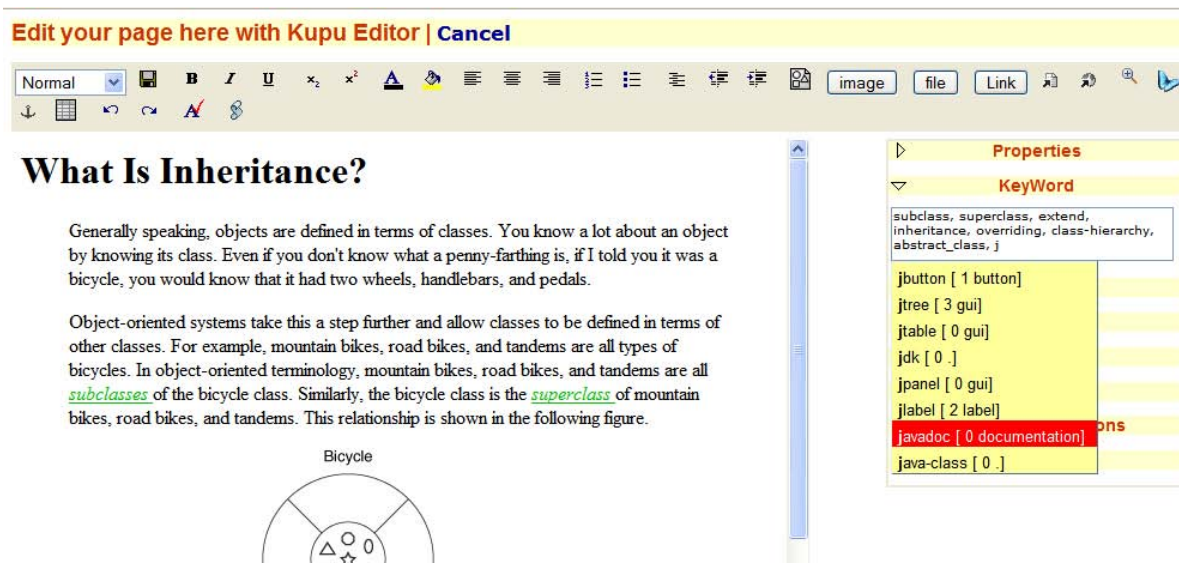 Edit your page here with Kupu Editor | Cancel
Normal B I U x₂ x² A image file Link
A
What Is Inheritance?
Generally speaking, objects are defined in terms of classes. You know a lot about an object
by knowing its class. Even if you don't know what a penny-farthing is, if I told you it was a
bicycle, you would know that it had two wheels, handlebars, and pedals.
Object-oriented systems take this a step further and allow classes to be defined in terms of
other classes. For example, mountain bikes, road bikes, and tandems are all types of
bicycles. In object-oriented terminology, mountain bikes, road bikes, and tandems are all
subclasses of the bicycle class. Similarly, the bicycle class is the superclass of mountain
bikes, road bikes, and tandems. This relationship is shown in the following figure.
Bicycle
Properties
KeyWord
subclass, superclass, extend,
inheritance, overriding, class-hierarchy,
abstract_class, j
jbutton [ 1 button]
jtree [ 3 gui]
jtable [ 0 gui]
jdk [ 0 .]
jpanel [ 0 gui]
jlabel [ 2 label]
javadoc [ 0 documentation]
java-class [ 0 .]